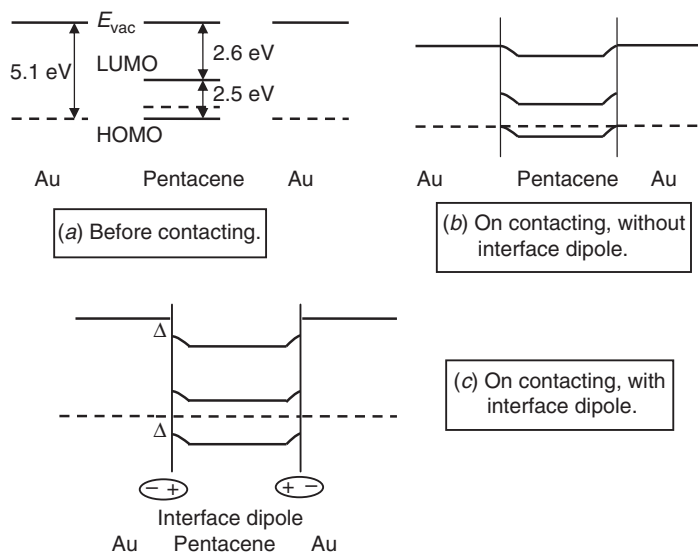 E_vac
LUMO
5.1 eV
2.6 eV
2.5 eV
HOMO
Au Pentacene Au
(a) Before contacting.
Au Pentacene Au
(b) On contacting, without
interface dipole.
Δ
Δ
− + + −
Interface dipole
Au Pentacene Au
(c) On contacting, with
interface dipole.